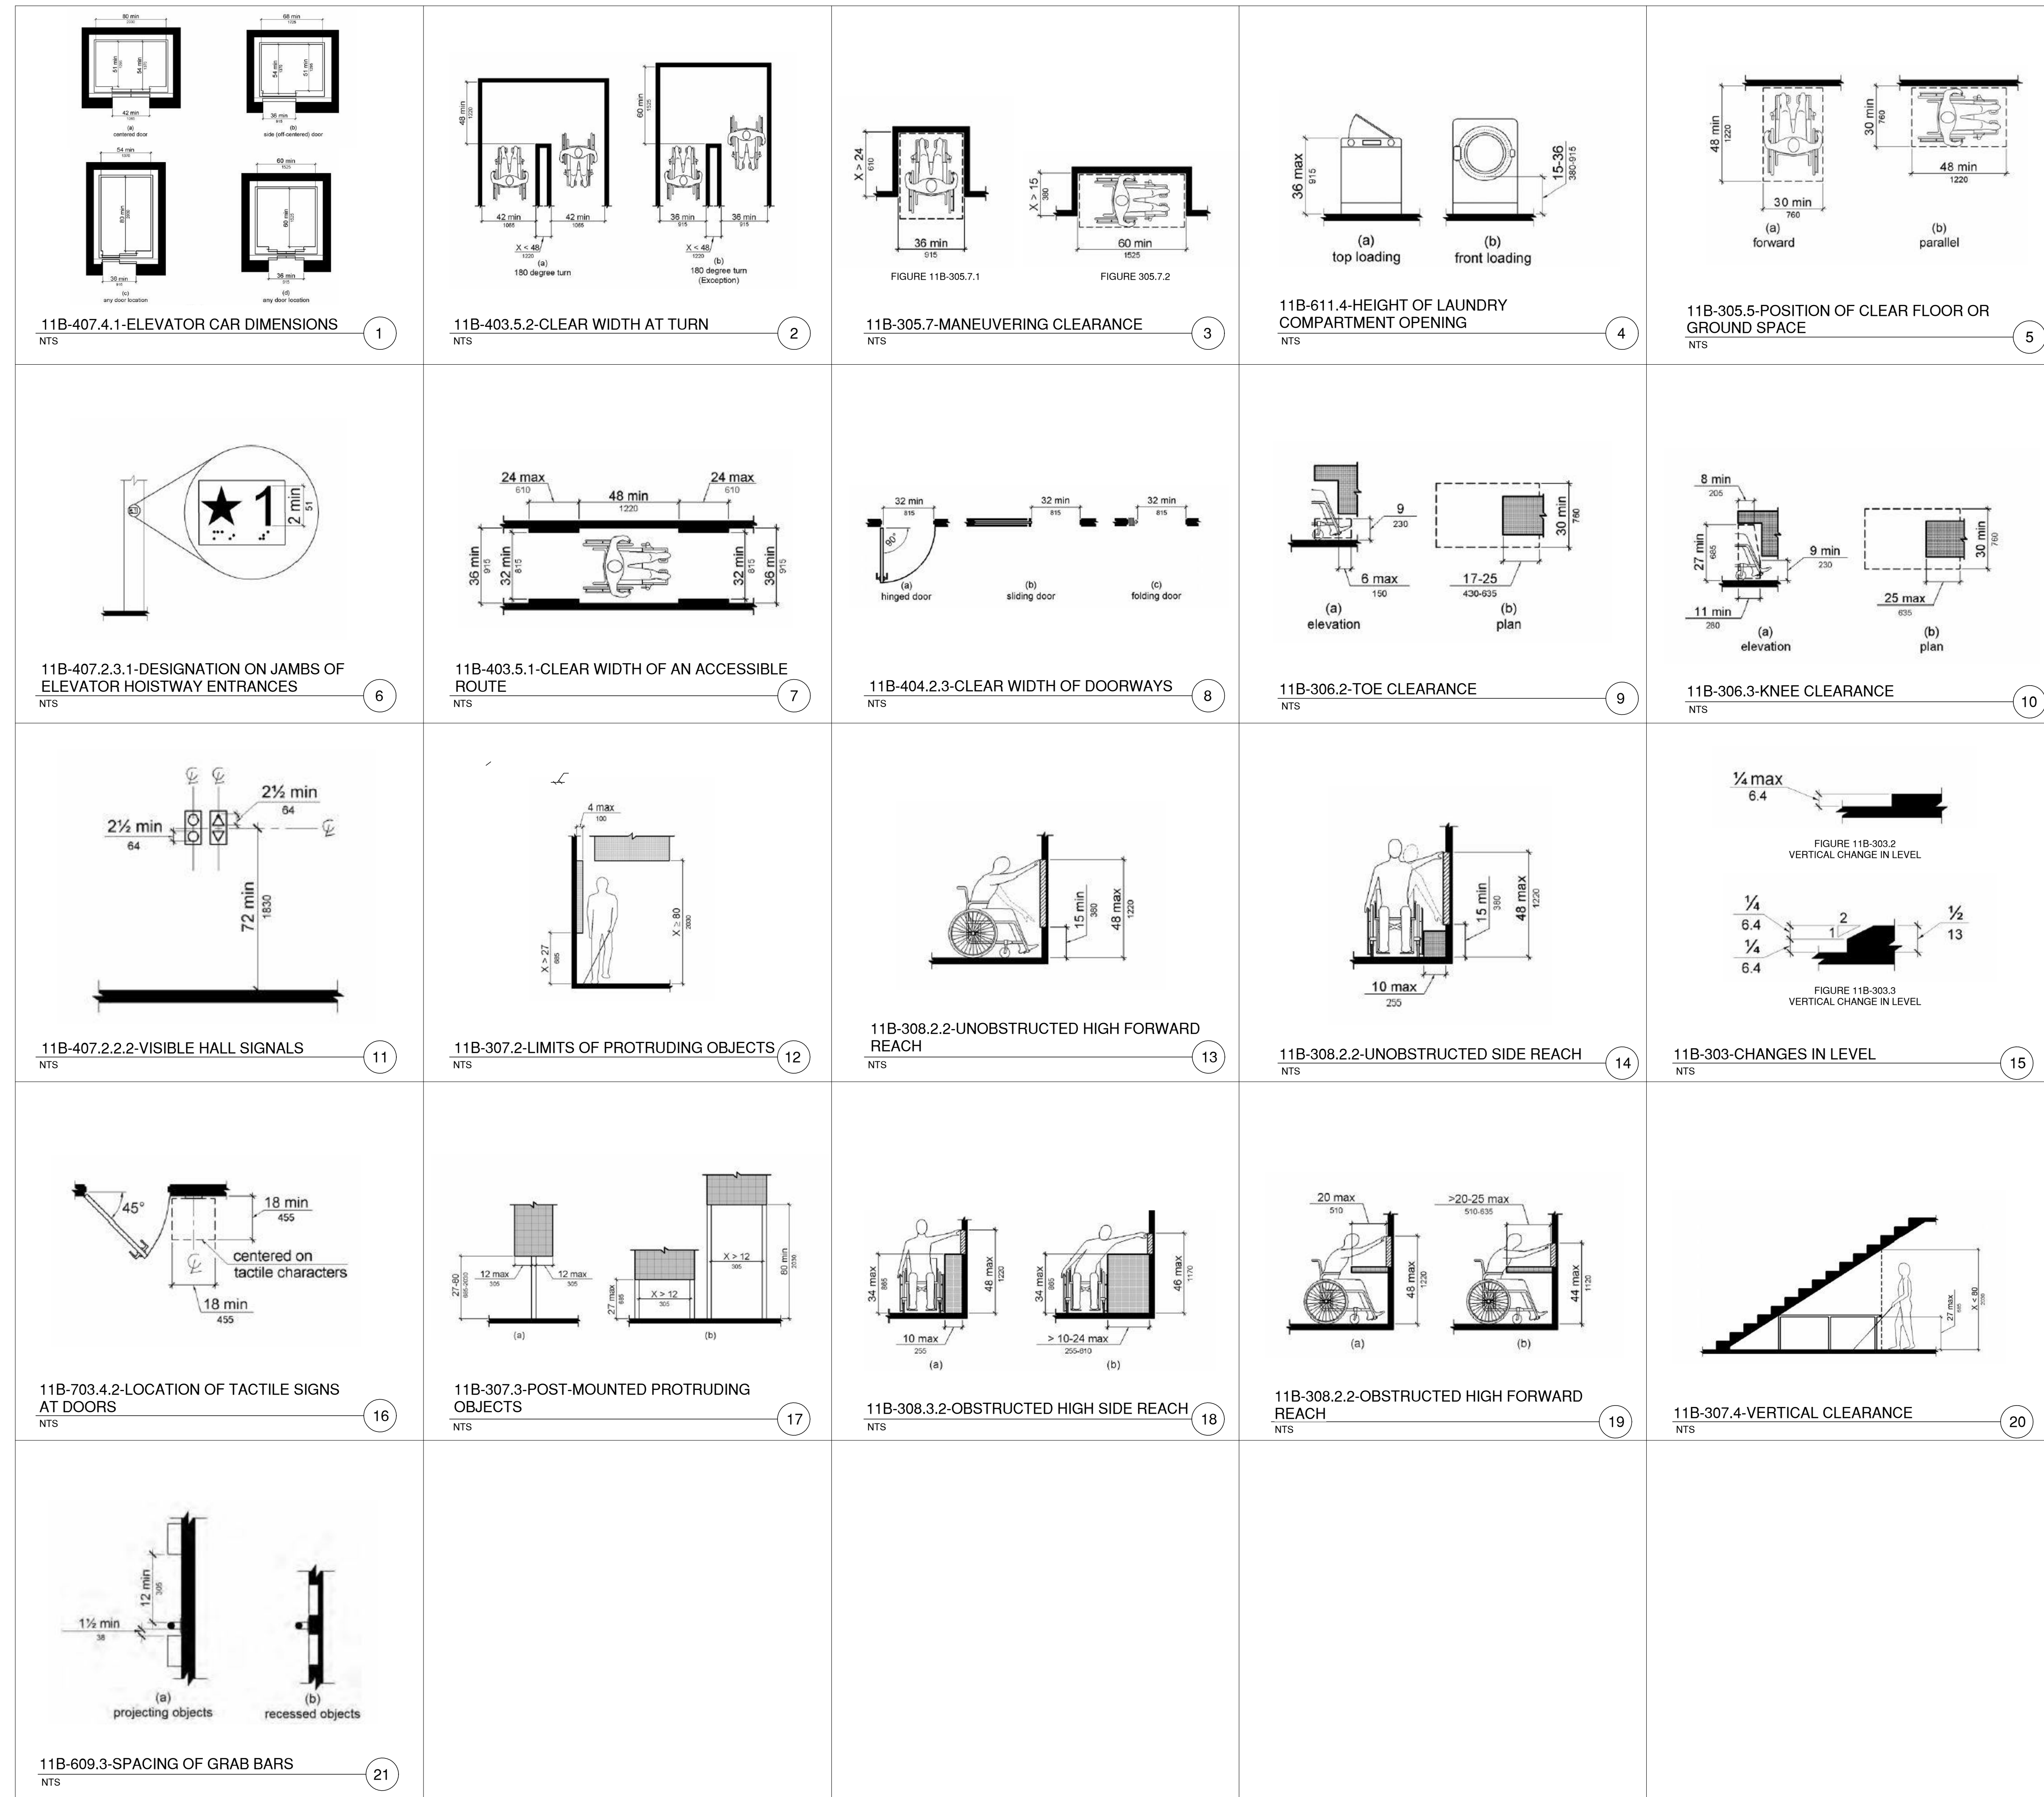 80 min
2030
51 min
1295
54 min
1370
42 min
1065
(a)
centered door
68 min
1725
54 min
1370
51 min
1295
36 min
915
(b)
side (off-centered) door
54 min
1370
80 min
2030
36 min
915
(c)
any door location
60 min
1525
60 min
1525
36 min
915
(d)
any door location
11B-407.4.1-ELEVATOR CAR DIMENSIONS
NTS
1
48 min
1220
42 min
1065
42 min
1065
X < 48
1220
(a)
180 degree turn
60 min
1525
36 min
915
36 min
915
X < 48
1220
(b)
180 degree turn
(Exception)
11B-403.5.2-CLEAR WIDTH AT TURN
NTS
2
X > 24
610
36 min
915
FIGURE 11B-305.7.1
X > 15
380
60 min
1525
FIGURE 305.7.2
11B-305.7-MANEUVERING CLEARANCE
NTS
3
36 max
915
(a)
top loading
15-36
380-915
(b)
front loading
11B-611.4-HEIGHT OF LAUNDRY
COMPARTMENT OPENING
NTS
4
48 min
1220
30 min
760
(a)
forward
30 min
760
48 min
1220
(b)
parallel
11B-305.5-POSITION OF CLEAR FLOOR OR
GROUND SPACE
NTS
5
1
2 min
51
11B-407.2.3.1-DESIGNATION ON JAMBS OF
ELEVATOR HOISTWAY ENTRANCES
NTS
6
24 max
610
48 min
1220
24 max
610
36 min
915
32 min
815
32 min
815
36 min
915
11B-403.5.1-CLEAR WIDTH OF AN ACCESSIBLE
ROUTE
NTS
7
32 min
815
90°
(a)
hinged door
32 min
815
(b)
sliding door
32 min
815
(c)
folding door
11B-404.2.3-CLEAR WIDTH OF DOORWAYS
NTS
8
9
230
6 max
150
(a)
elevation
30 min
760
17-25
430-635
(b)
plan
11B-306.2-TOE CLEARANCE
NTS
9
8 min
205
27 min
685
9 min
230
11 min
280
(a)
elevation
30 min
760
25 max
635
(b)
plan
11B-306.3-KNEE CLEARANCE
NTS
10
2½ min
64
2½ min
64
72 min
1830
11B-407.2.2.2-VISIBLE HALL SIGNALS
NTS
11
4 max
100
X > 27
685
X ≥ 80
2030
11B-307.2-LIMITS OF PROTRUDING OBJECTS
NTS
12
15 min
380
48 max
1220
11B-308.2.2-UNOBSTRUCTED HIGH FORWARD
REACH
NTS
13
15 min
380
48 max
1220
10 max
255
11B-308.2.2-UNOBSTRUCTED SIDE REACH
NTS
14
¼ max
6.4
FIGURE 11B-303.2
VERTICAL CHANGE IN LEVEL
¼
6.4
¼
6.4
2
1
½
13
FIGURE 11B-303.3
VERTICAL CHANGE IN LEVEL
11B-303-CHANGES IN LEVEL
NTS
15
45°
18 min
455
centered on
tactile characters
18 min
455
11B-703.4.2-LOCATION OF TACTILE SIGNS
AT DOORS
NTS
16
27-80
685-2030
12 max
305
12 max
305
(a)
27 max
685
X > 12
305
X > 12
305
80 min
2030
(b)
11B-307.3-POST-MOUNTED PROTRUDING
OBJECTS
NTS
17
34 max
865
48 max
1220
10 max
255
(a)
34 max
865
46 max
1170
> 10-24 max
255-610
(b)
11B-308.3.2-OBSTRUCTED HIGH SIDE REACH
NTS
18
20 max
510
48 max
1220
(a)
>20-25 max
510-635
44 max
1120
(b)
11B-308.2.2-OBSTRUCTED HIGH FORWARD
REACH
NTS
19
27 max
685
X < 80
2030
11B-307.4-VERTICAL CLEARANCE
NTS
20
12 min
305
1½ min
38
(a)
projecting objects
(b)
recessed objects
11B-609.3-SPACING OF GRAB BARS
NTS
21